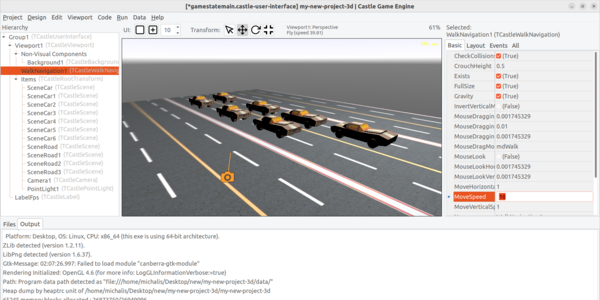 [*gamestatemain.castle-user-interface] my-new-project-3d | Castle Game Engine
Project Design Edit Viewport Code Run Data Help
Hierarchy
Group1 (TCastleUserInterface)
Viewport1 (TCastleViewport)
Non-Visual Components
Background1 (TCastleBackground
WalkNavigation1 (TCastleWalkNavig
Items (TCastleRootTransform)
SceneCar (TCastleScene)
SceneCar1 (TCastleScene)
SceneCar2 (TCastleScene)
SceneCar3 (TCastleScene)
SceneCar4 (TCastleScene)
SceneCar5 (TCastleScene)
SceneCar6 (TCastleScene)
SceneRoad (TCastleScene)
SceneRoad1 (TCastleScene)
SceneRoad2 (TCastleScene)
SceneRoad3 (TCastleScene)
Camera1 (TCastleCamera)
PointLight1 (TCastlePointLight)
LabelFps (TCastleLabel)
UI: 10 Transform: Viewport1: Perspective
Fly (speed 39.81) 61%
Selected:
WalkNavigation1 (TCastleWalkNavigation)
Basic Layout Events All
CheckCollision (True)
CrouchHeight 0.5
Exists (True)
FullSize (True)
Gravity (True)
InvertVerticalM (False)
MouseDraggin 0.001745329
MouseDraggin 0.01
MouseDraggin 0.001745329
MouseDragMo mdWalk
MouseLook (False)
MouseLookHor 0.001745329
MouseLookVer 0.001745329
MoveHorizonta 1
MoveSpeed
MoveVerticalSp 1
Files Output
Platform: Desktop, OS: Linux, CPU: x86_64 (this exe is using 64-bit architecture).
ZLib detected (version 1.2.11).
LibPng detected (version 1.6.37).
Gtk-Message: 02:07:26.997: Failed to load module "canberra-gtk-module"
Rendering Initialized: OpenGL 4.6 (for more info: LogGLInformationVerbose:=true)
Path: Program data path detected as "file:///home/michalis/Desktop/new/my-new-project-3d/data/"
Heap dump by heaptrc unit of /home/michalis/Desktop/new/my-new-project-3d/my-new-project-3d